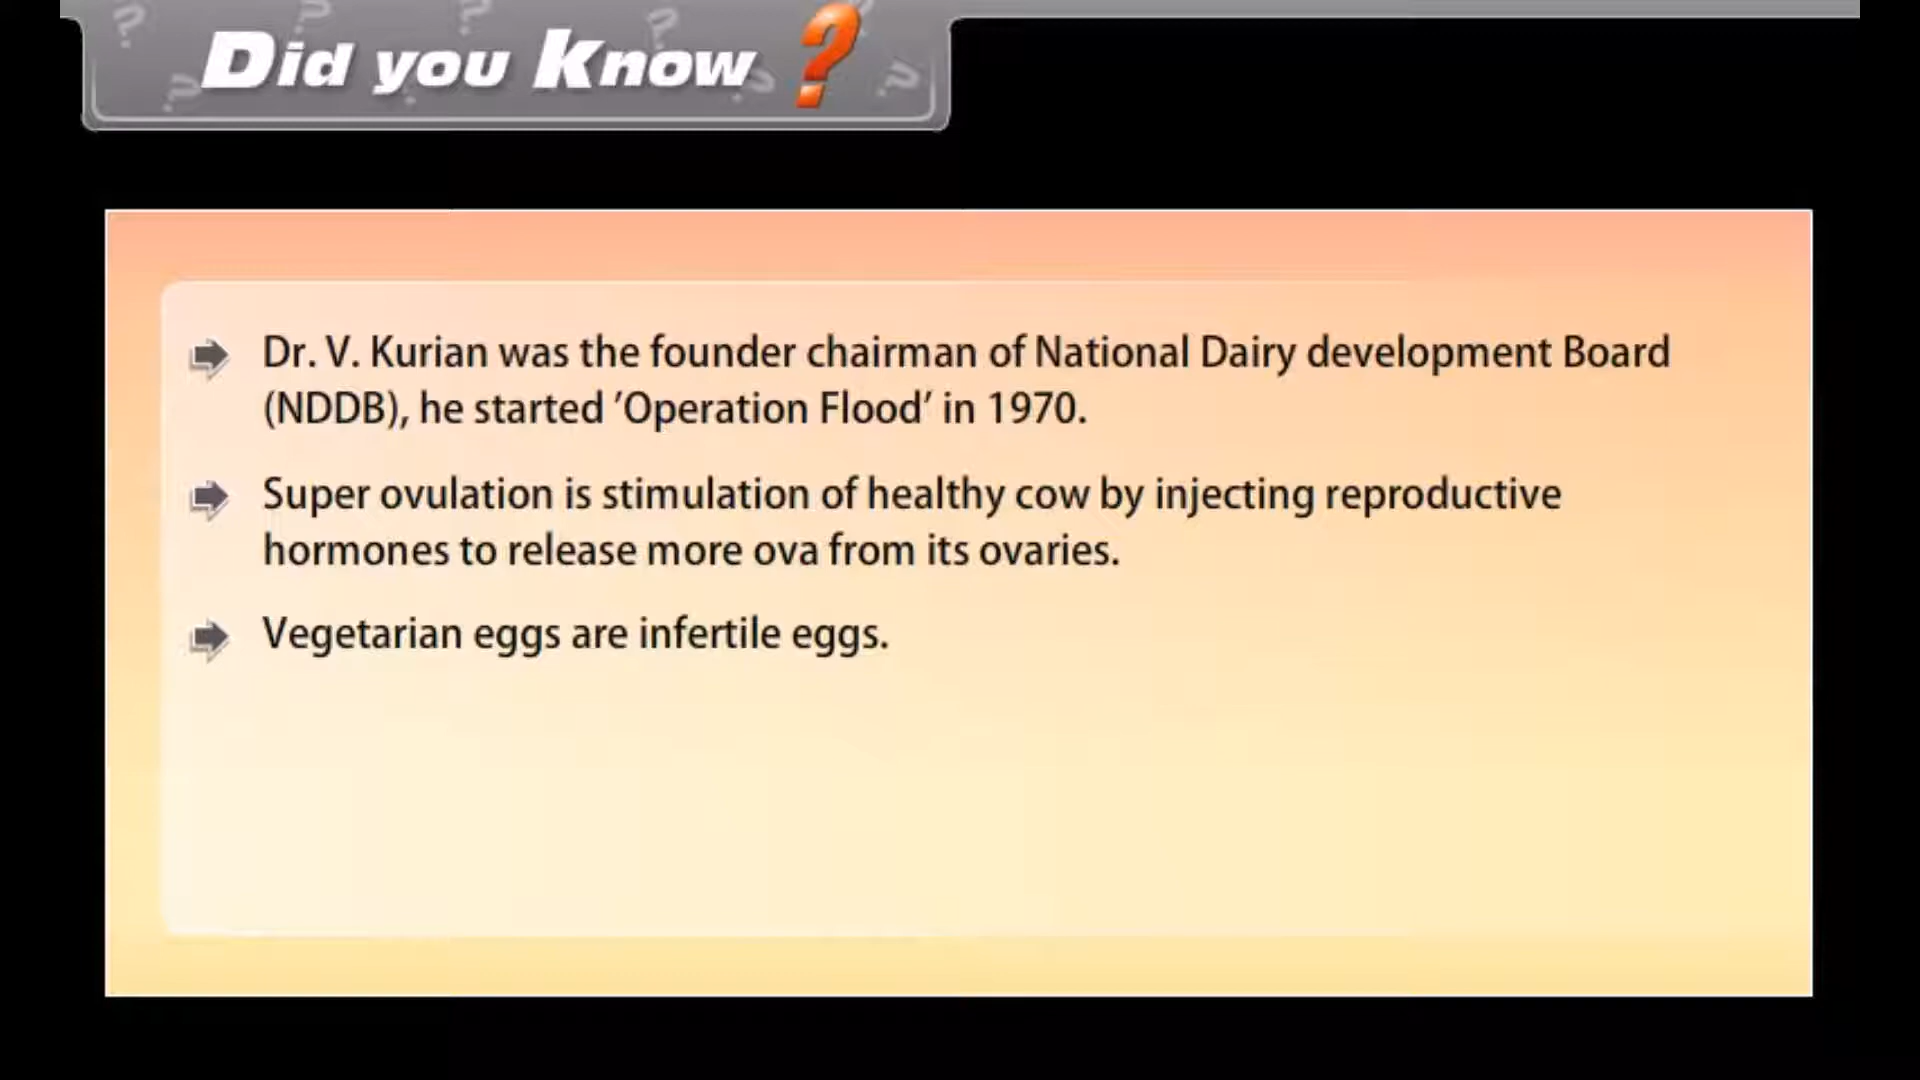 Did you Know ?
Dr. V. Kurian was the founder chairman of National Dairy development Board
(NDDB), he started ’Operation Flood’ in 1970.
Super ovulation is stimulation of healthy cow by injecting reproductive
hormones to release more ova from its ovaries.
Vegetarian eggs are infertile eggs.